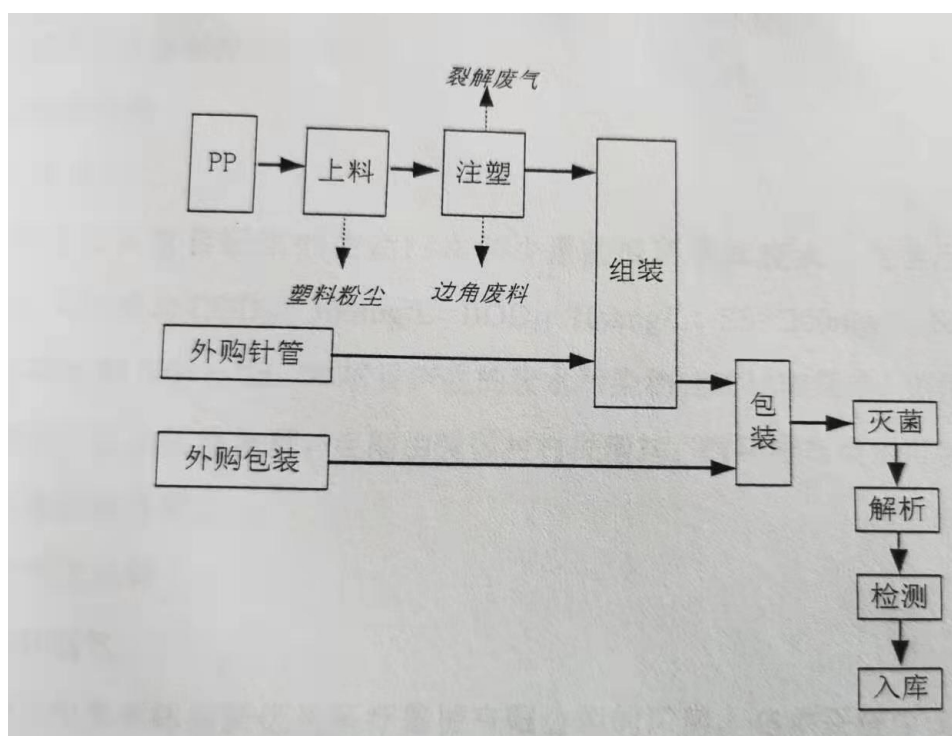 裂解废气
PP
上料
注塑
组装
塑料粉尘
边角废料
外购针管
包装
灭菌
外购包装
解析
检测
入库